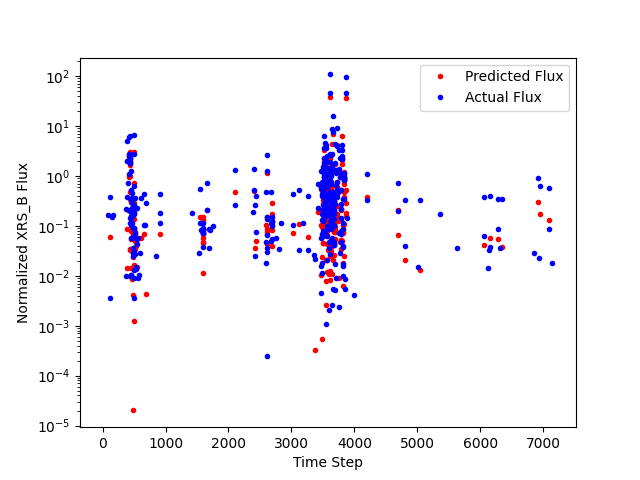 Predicted Flux
Actual Flux
10²
10¹
10⁰
10⁻¹
10⁻²
10⁻³
10⁻⁴
10⁻⁵
Normalized XRS_B Flux
0 1000 2000 3000 4000 5000 6000 7000
Time Step